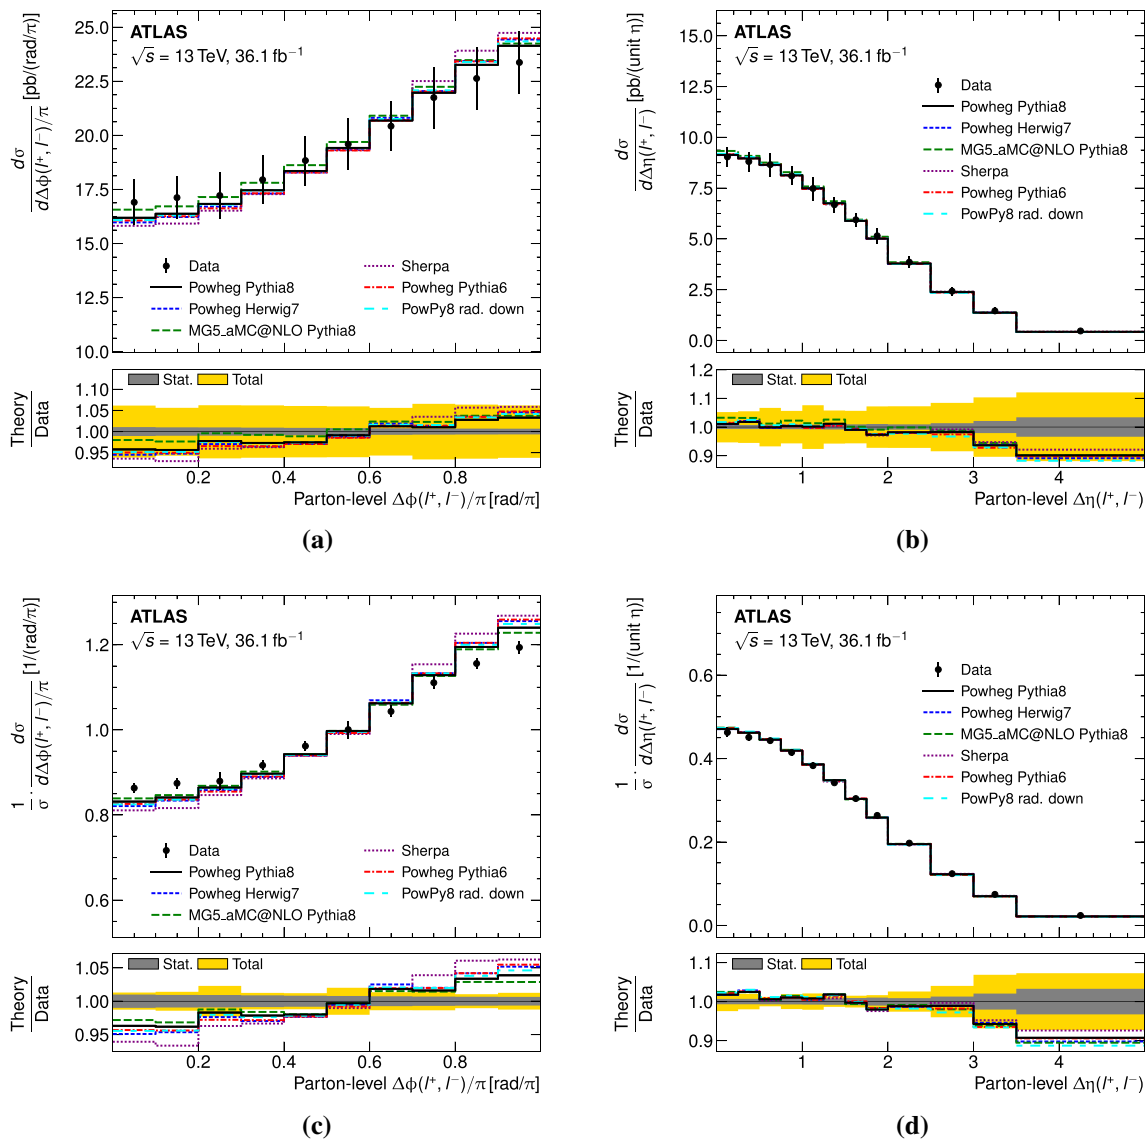 ATLAS
√s = 13 TeV, 36.1 fb⁻¹
dσ / dΔϕ(l⁺, l⁻)/π [pb/(rad/π)]
25.0
22.5
20.0
17.5
15.0
12.5
10.0
Data
Powheg Pythia8
Powheg Herwig7
MG5_aMC@NLO Pythia8
Sherpa
Powheg Pythia6
PowPy8 rad. down
Theory / Data
1.10
1.05
1.00
0.95
Stat. Total
0.2 0.4 0.6 0.8
Parton-level Δϕ(l⁺, l⁻)/π [rad/π]
(a)
ATLAS
√s = 13 TeV, 36.1 fb⁻¹
dσ / dΔη(l⁺, l⁻) [pb/(unit η)]
15.0
12.5
10.0
7.5
5.0
2.5
0.0
Data
Powheg Pythia8
Powheg Herwig7
MG5_aMC@NLO Pythia8
Sherpa
Powheg Pythia6
PowPy8 rad. down
Theory / Data
1.2
1.1
1.0
0.9
Stat. Total
1 2 3 4
Parton-level Δη(l⁺, l⁻)
(b)
ATLAS
√s = 13 TeV, 36.1 fb⁻¹
1/σ · dσ / dΔϕ(l⁺, l⁻)/π [1/(rad/π)]
1.2
1.0
0.8
0.6
Data
Powheg Pythia8
Powheg Herwig7
MG5_aMC@NLO Pythia8
Sherpa
Powheg Pythia6
PowPy8 rad. down
Theory / Data
1.05
1.00
0.95
Stat. Total
0.2 0.4 0.6 0.8
Parton-level Δϕ(l⁺, l⁻)/π [rad/π]
(c)
ATLAS
√s = 13 TeV, 36.1 fb⁻¹
1/σ · dσ / dΔη(l⁺, l⁻) [1/(unit η)]
0.6
0.4
0.2
0.0
Data
Powheg Pythia8
Powheg Herwig7
MG5_aMC@NLO Pythia8
Sherpa
Powheg Pythia6
PowPy8 rad. down
Theory / Data
1.1
1.0
0.9
Stat. Total
1 2 3 4
Parton-level Δη(l⁺, l⁻)
(d)